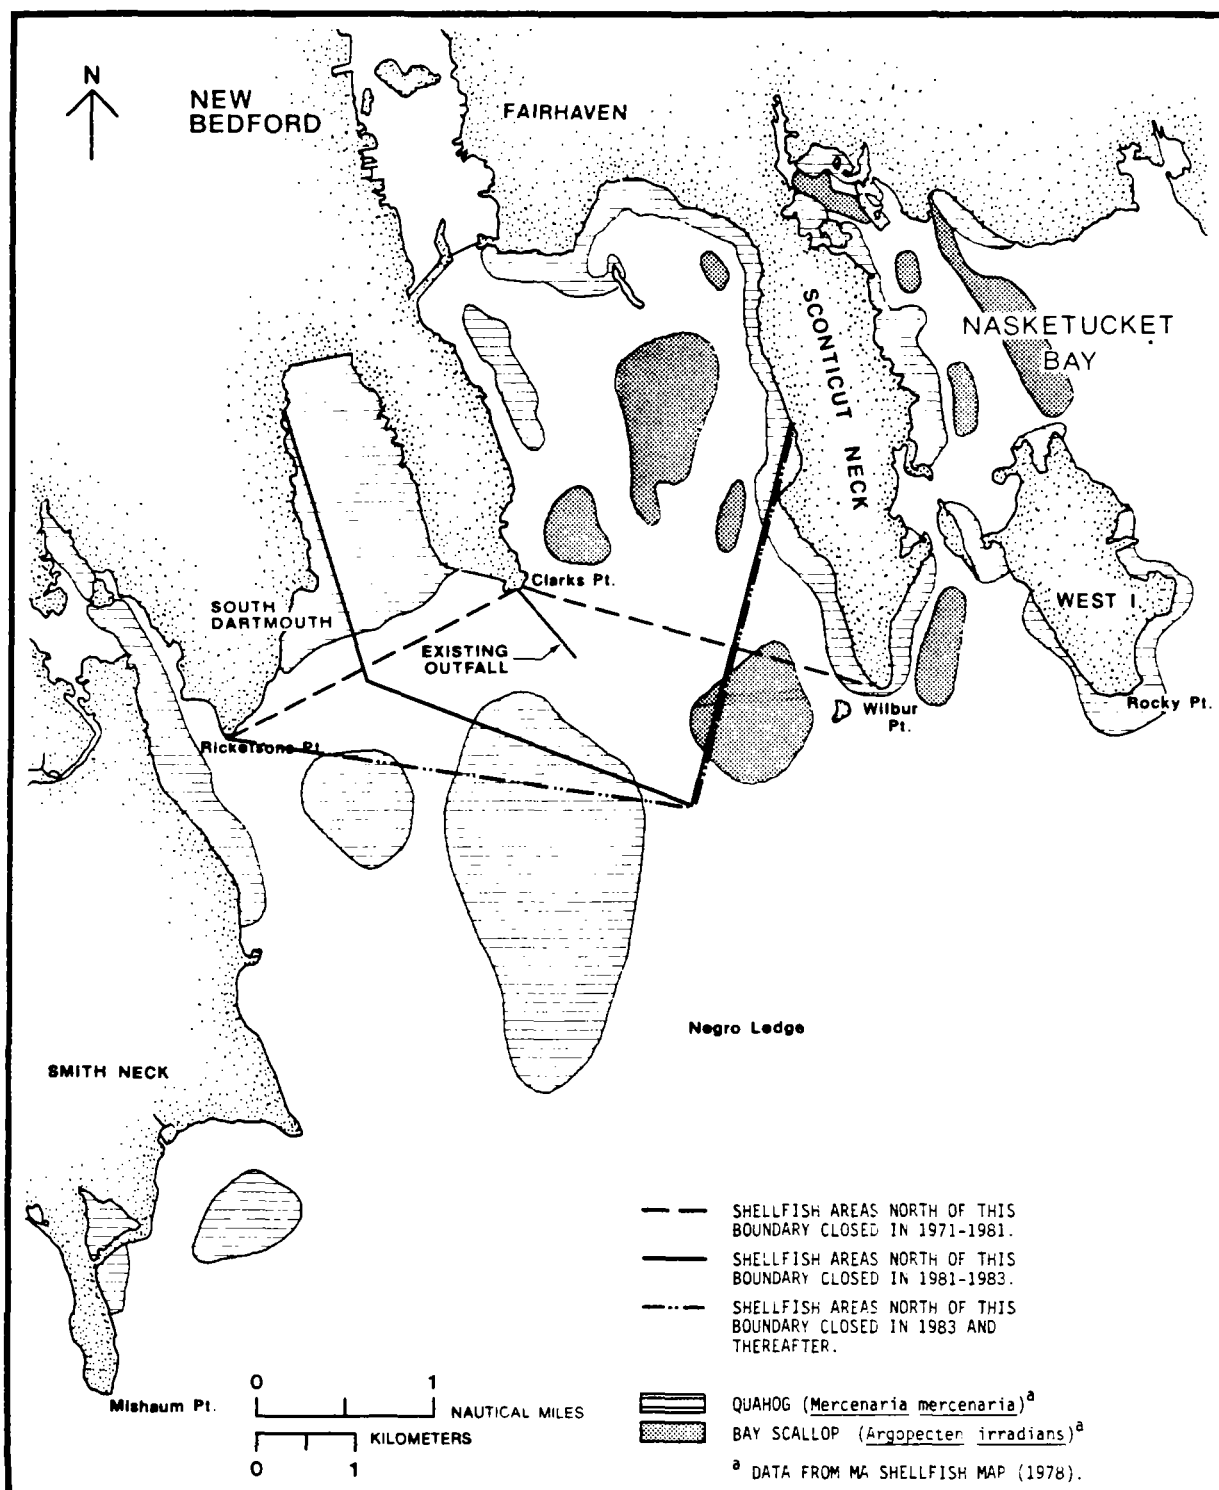 N
NEW
BEDFORD
FAIRHAVEN
SCONTICUT NECK
NASKETUCKET
BAY
SOUTH
DARTMOUTH
Clarks Pt.
EXISTING
OUTFALL
WEST I.
Wilbur
Pt.
Rocky Pt.
Ricketsons Pt.
Negro Ledge
SMITH NECK
Mishaum Pt.
0 1
NAUTICAL MILES
KILOMETERS
0 1
SHELLFISH AREAS NORTH OF THIS
BOUNDARY CLOSED IN 1971-1981.
SHELLFISH AREAS NORTH OF THIS
BOUNDARY CLOSED IN 1981-1983.
SHELLFISH AREAS NORTH OF THIS
BOUNDARY CLOSED IN 1983 AND
THEREAFTER.
QUAHOG (Mercenaria mercenaria)ª
BAY SCALLOP (Argopecten irradians)ª
ª DATA FROM MA SHELLFISH MAP (1978).